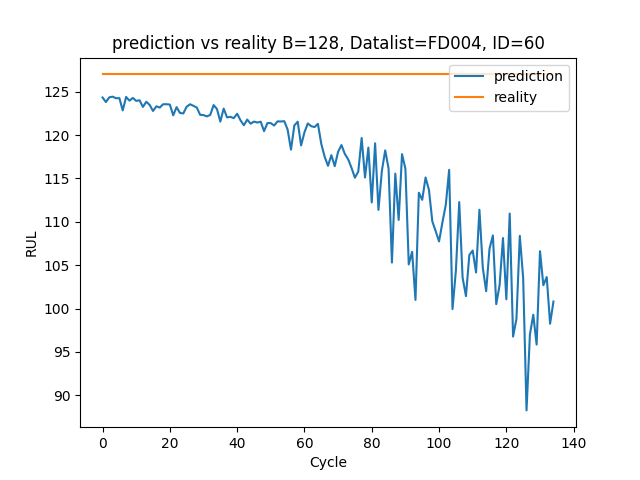 prediction vs reality B=128, Datalist=FD004, ID=60
prediction
reality
125
120
115
110
105
100
95
90
RUL
0 20 40 60 80 100 120 140
Cycle